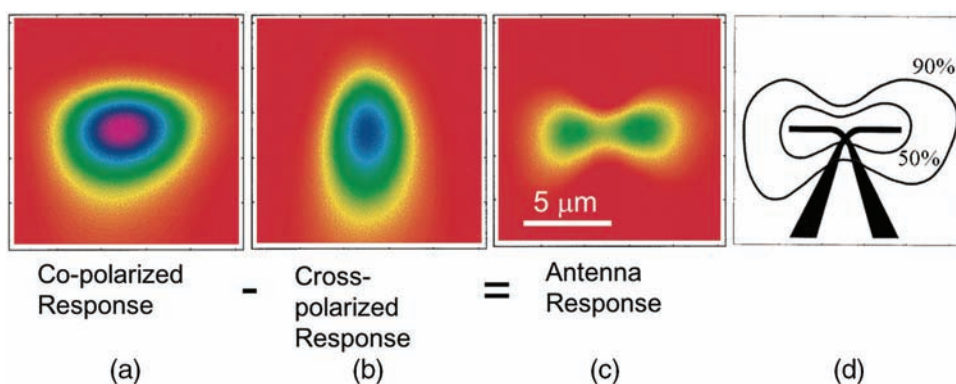 90%
50%
5 μm
Co-polarized
Response
-
Cross-
polarized
Response
=
Antenna
Response
(a)
(b)
(c)
(d)